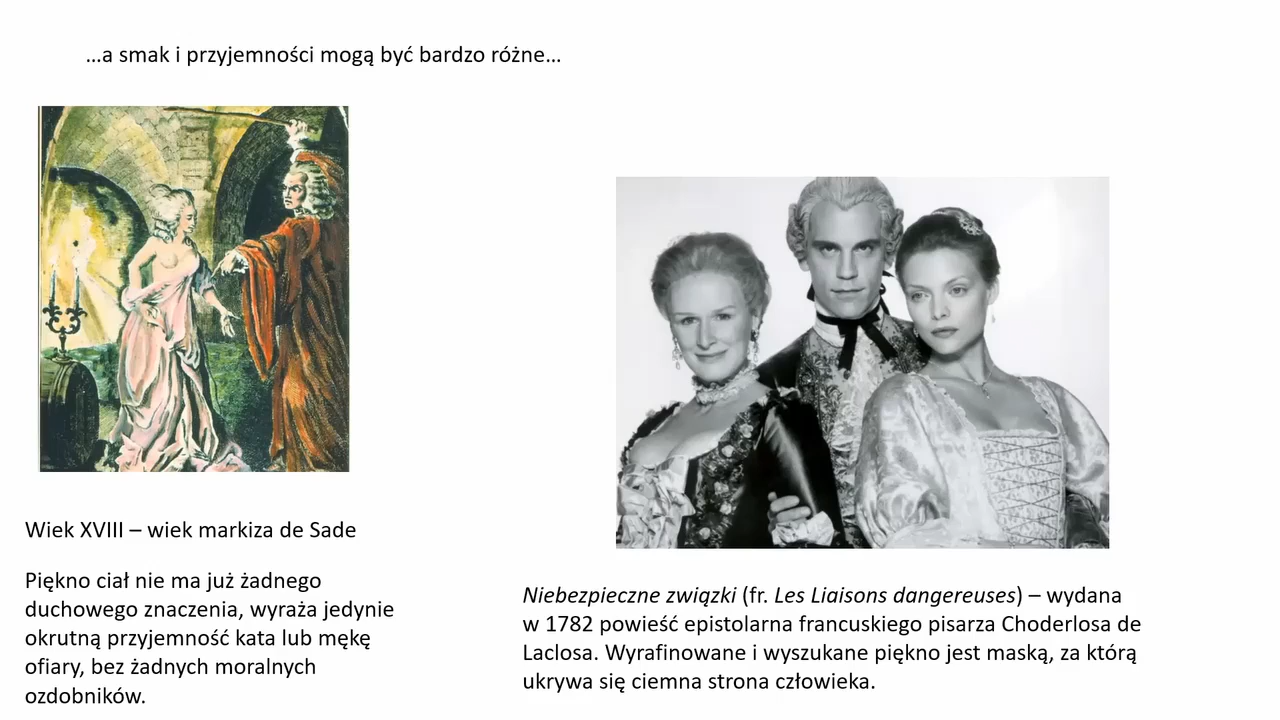 ...a smak i przyjemności mogą być bardzo różne...
Wiek XVIII – wiek markiza de Sade
Piękno ciał nie ma już żadnego
duchowego znaczenia, wyraża jedynie
okrutną przyjemność kata lub mękę
ofiary, bez żadnych moralnych
ozdobników.
Niebezpieczne związki (fr. Les Liaisons dangereuses) – wydana
w 1782 powieść epistolarna francuskiego pisarza Choderlosa de
Laclosa. Wyrafinowane i wyszukane piękno jest maską, za którą
ukrywa się ciemna strona człowieka.